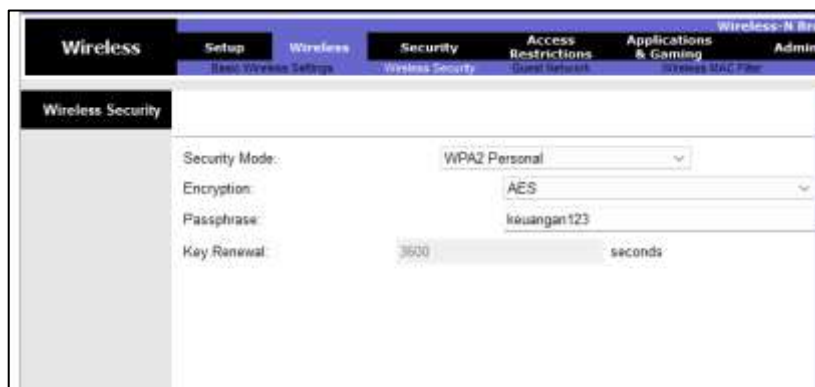 Wireless-N Br
Wireless
Setup
Wireless
Security
Access Restrictions
Applications & Gaming
Admin
Basic Wireless Settings
Wireless Security
Guest Network
Wireless MAC Filter
Wireless Security
Security Mode: WPA2 Personal
Encryption: AES
Passphrase: keuangan123
Key Renewal: 3600 seconds